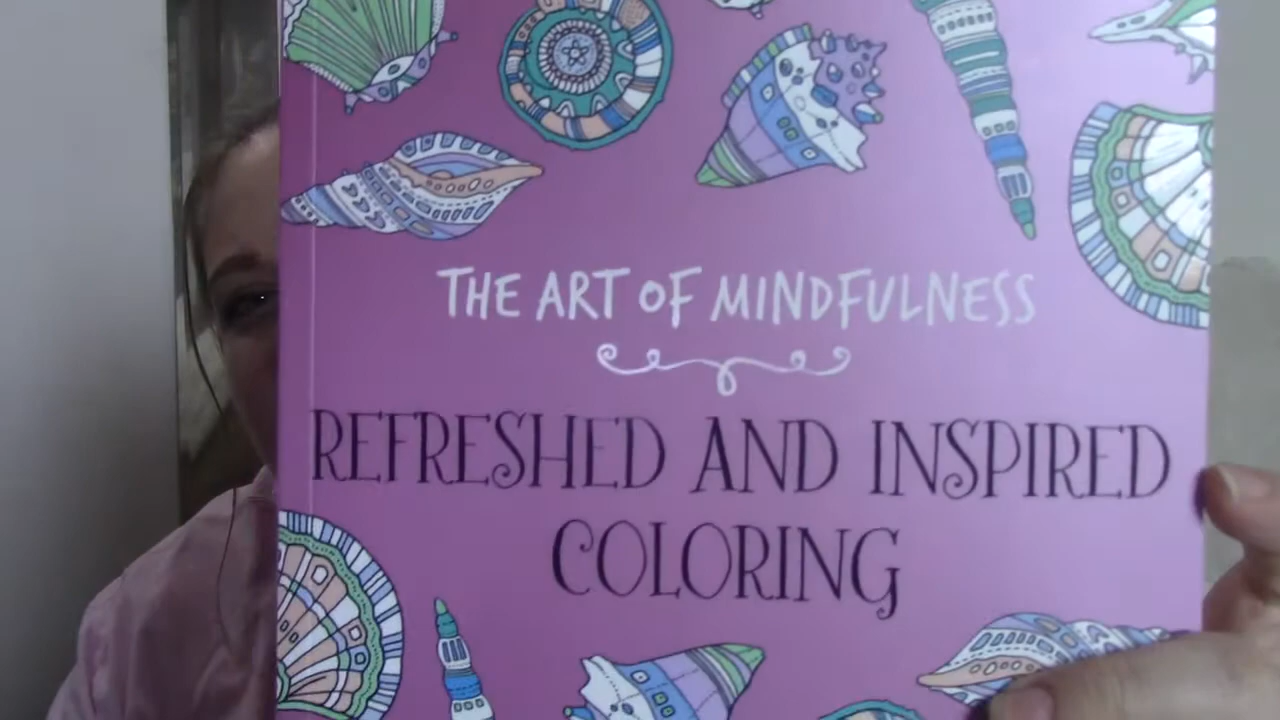 THE ART OF MINDFULNESS
REFRESHED AND INSPIRED
COLORING